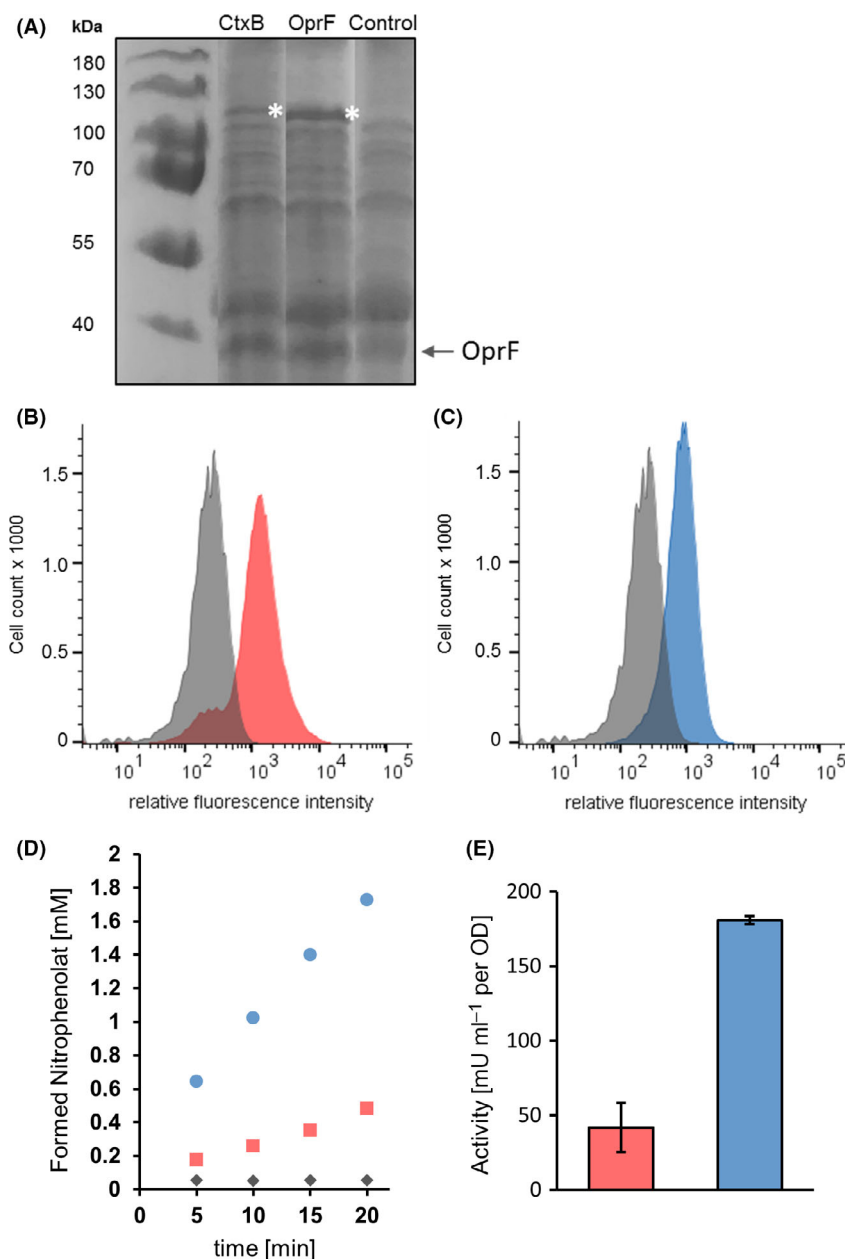 (A) kDa CtxB OprF Control
180
130
100
70
55
40
* *
← OprF
(B)
Cell count x 1000
1.5
1.0
0.5
0
10¹ 10² 10³ 10⁴ 10⁵
relative fluorescence intensity
(C)
Cell count x 1000
1.5
1.0
0.5
0
10¹ 10² 10³ 10⁴ 10⁵
relative fluorescence intensity
(D)
Formed Nitrophenolat [mM]
2
1.8
1.6
1.4
1.2
1
0.8
0.6
0.4
0.2
0
0 5 10 15 20
time [min]
(E)
Activity [mU ml⁻¹ per OD]
200
150
100
50
0